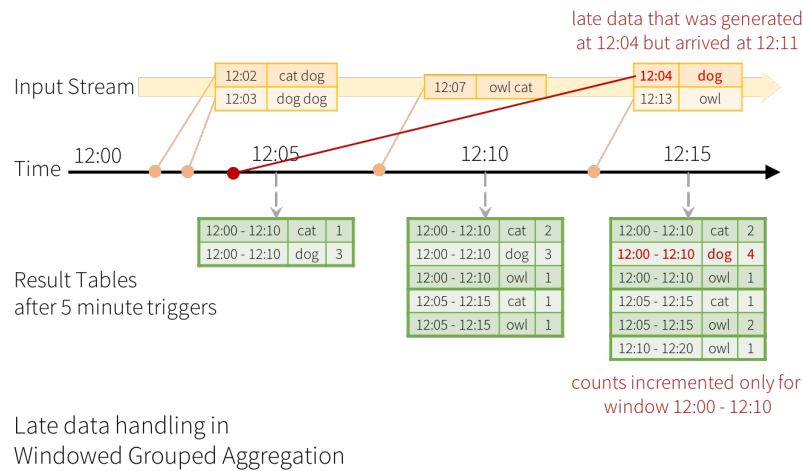 late data that was generated
at 12:04 but arrived at 12:11
Input Stream
12:02 cat dog
12:03 dog dog
12:07 owl cat
12:04 dog
12:13 owl
Time
12:00
12:05
12:10
12:15
12:00 - 12:10 cat 1
12:00 - 12:10 dog 3
12:00 - 12:10 cat 2
12:00 - 12:10 dog 3
12:00 - 12:10 owl 1
12:05 - 12:15 cat 1
12:05 - 12:15 owl 1
12:00 - 12:10 cat 2
12:00 - 12:10 dog 4
12:00 - 12:10 owl 1
12:05 - 12:15 cat 1
12:05 - 12:15 owl 2
12:10 - 12:20 owl 1
Result Tables
after 5 minute triggers
counts incremented only for
window 12:00 - 12:10
Late data handling in
Windowed Grouped Aggregation